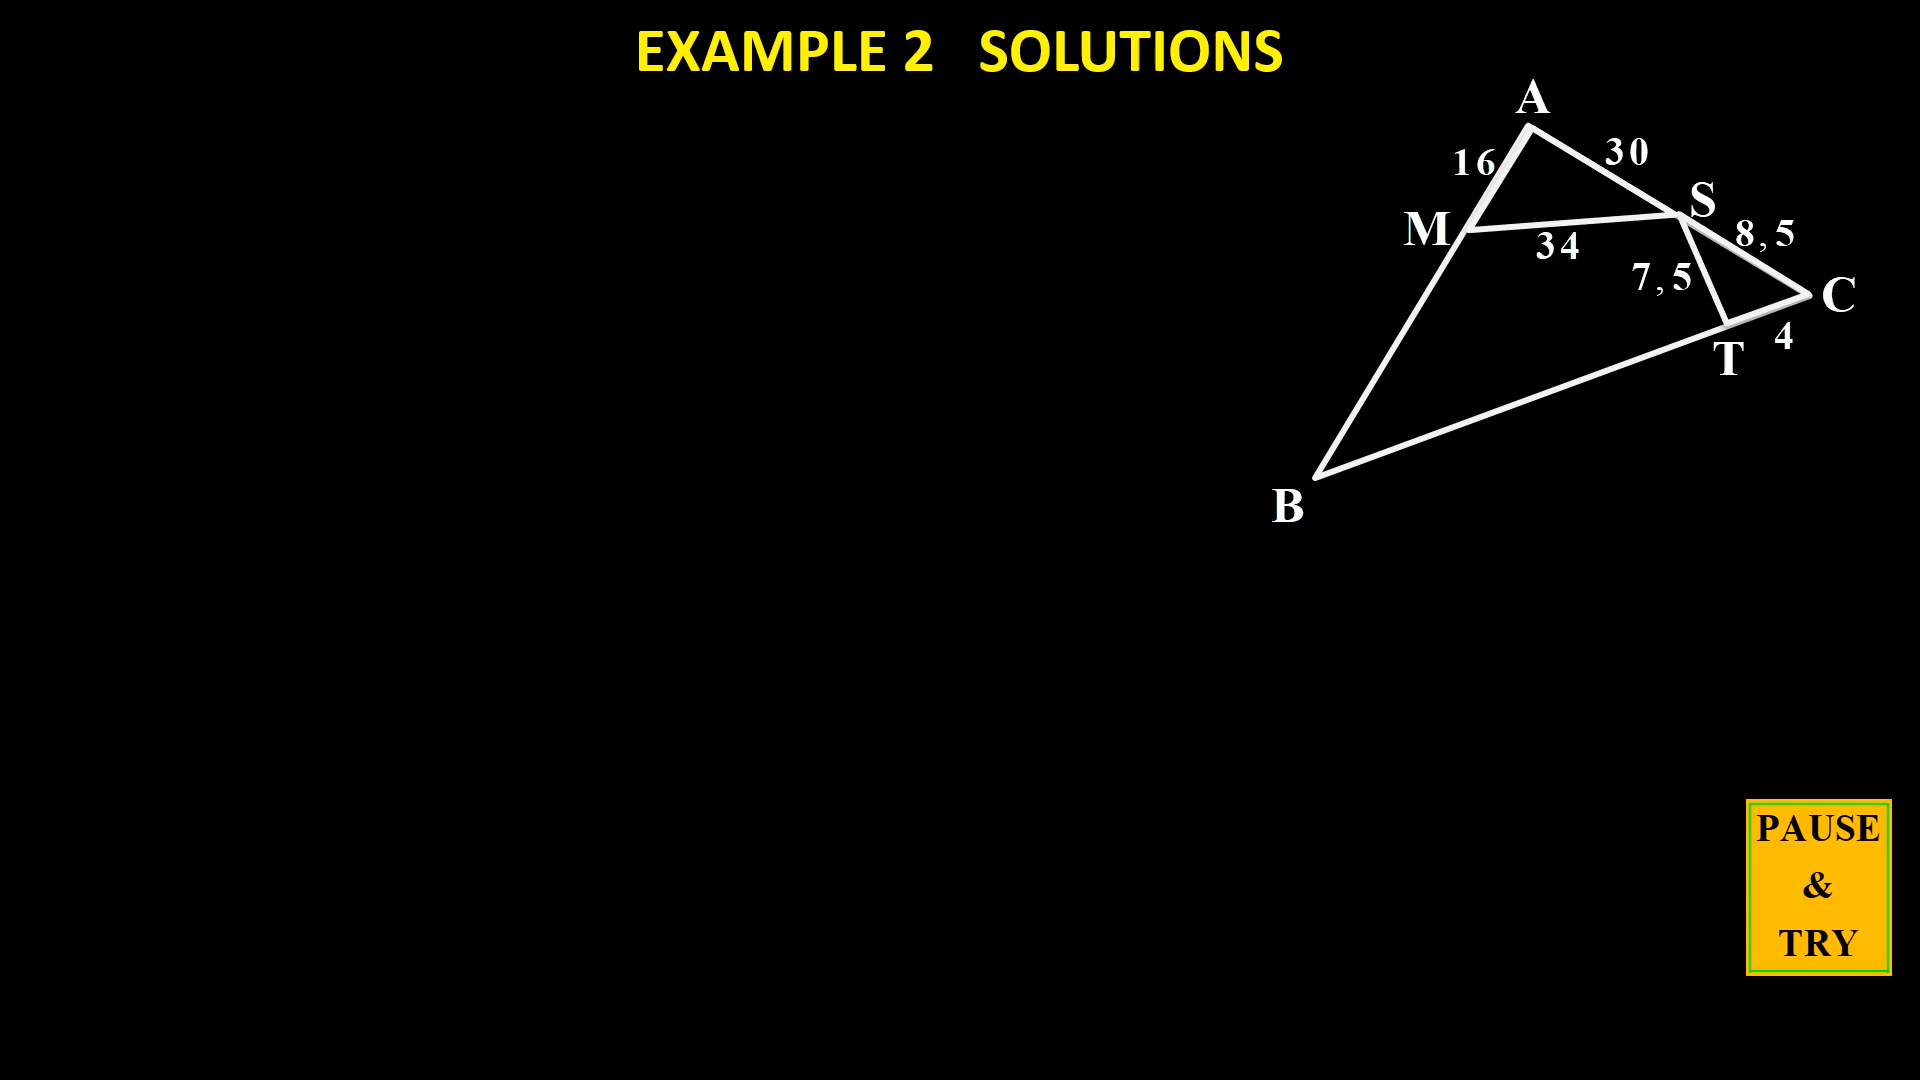 EXAMPLE 2 SOLUTIONS
A
16
30
S
M
34
8,5
7,5
C
4
T
B
PAUSE
&
TRY